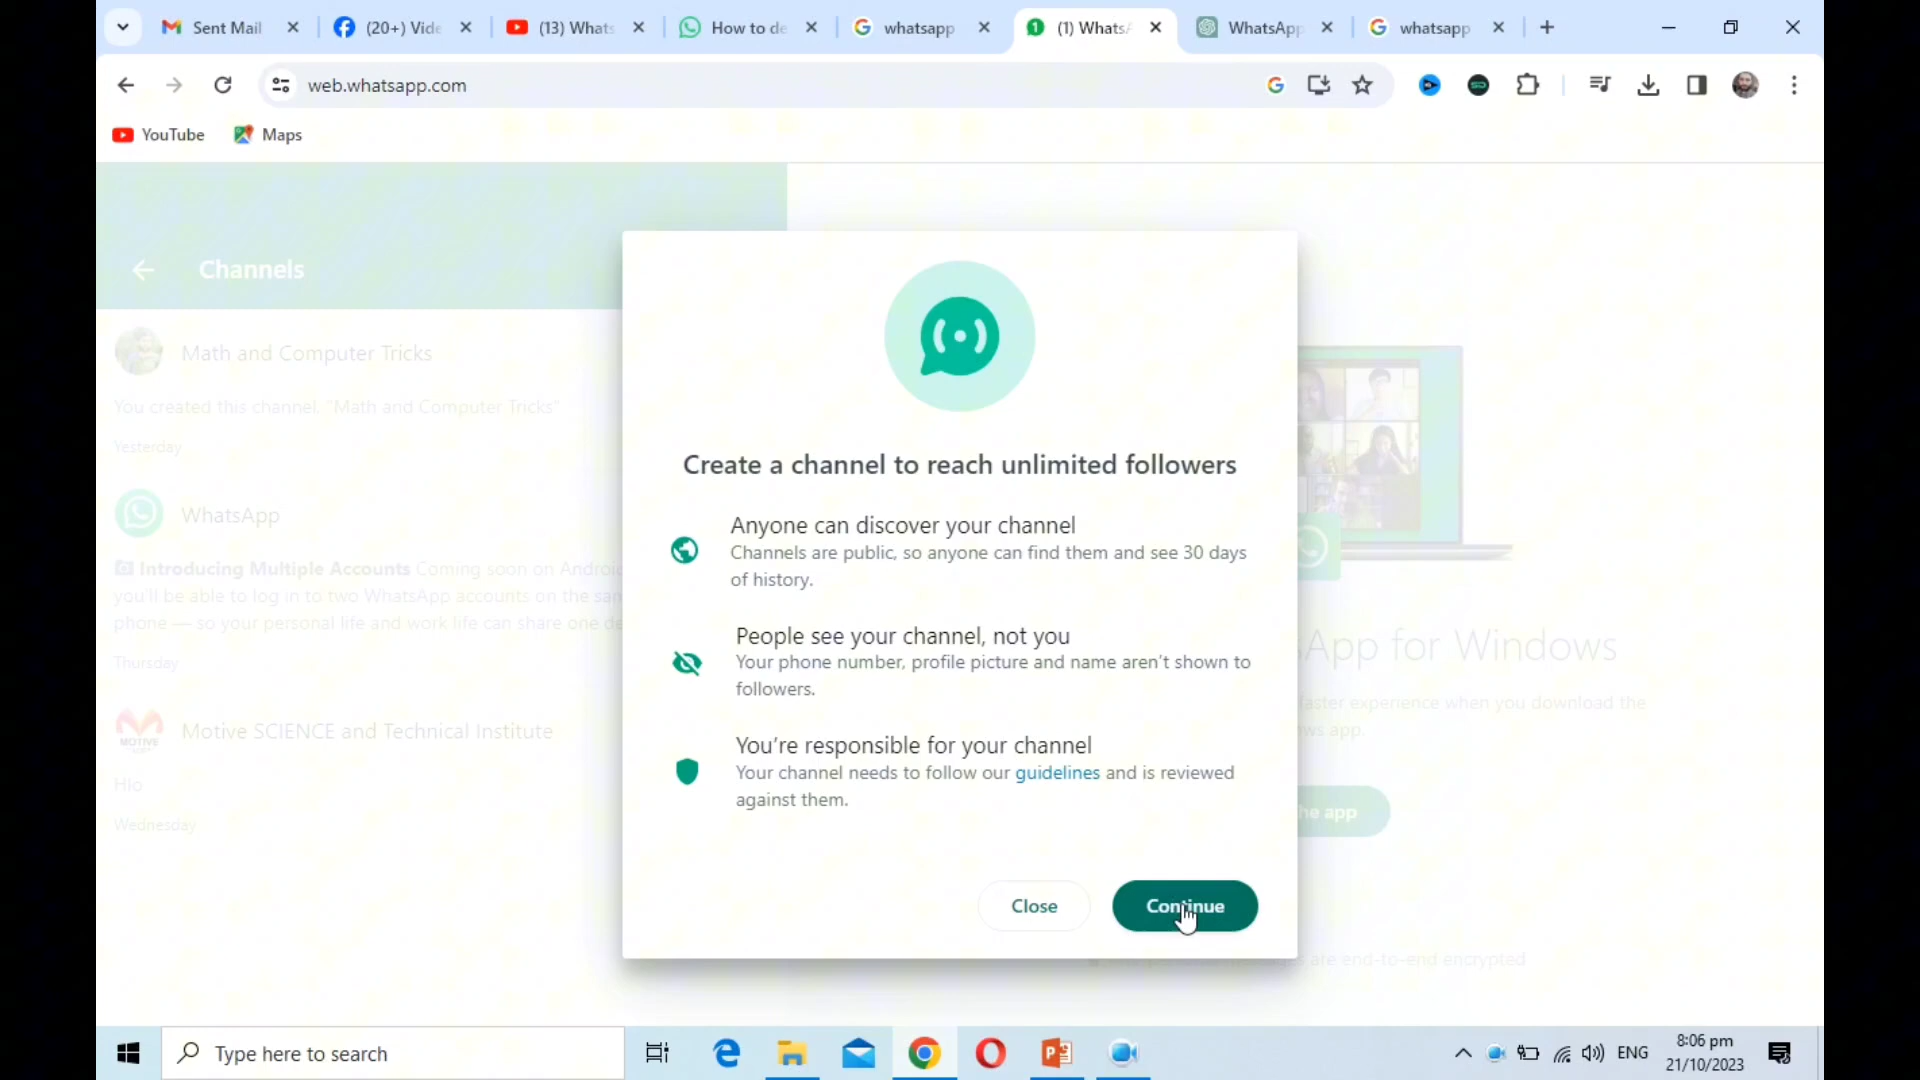 Sent Mail
(20+) Vide
(13) Whats
How to de
whatsapp
(1) WhatsA
WhatsApp
whatsapp
web.whatsapp.com
YouTube
Maps
Channels
Math and Computer Tricks
You created this channel, "Math and Computer Tricks"
Yesterday
WhatsApp
Introducing Multiple Accounts Coming soon on Android
you'll be able to log in to two WhatsApp accounts on the sam
phone — so your personal life and work life can share one de
Thursday
MOTIVE
Motive SCIENCE and Technical Institute
Hlo
Wednesday
Create a channel to reach unlimited followers
Anyone can discover your channel
Channels are public, so anyone can find them and see 30 days
of history.
People see your channel, not you
Your phone number, profile picture and name aren't shown to
followers.
You're responsible for your channel
Your channel needs to follow our guidelines and is reviewed
against them.
Close
Continue
sApp for Windows
faster experience when you download the
ws app.
he app
are end-to-end encrypted
Type here to search
ENG
8:06 pm
21/10/2023